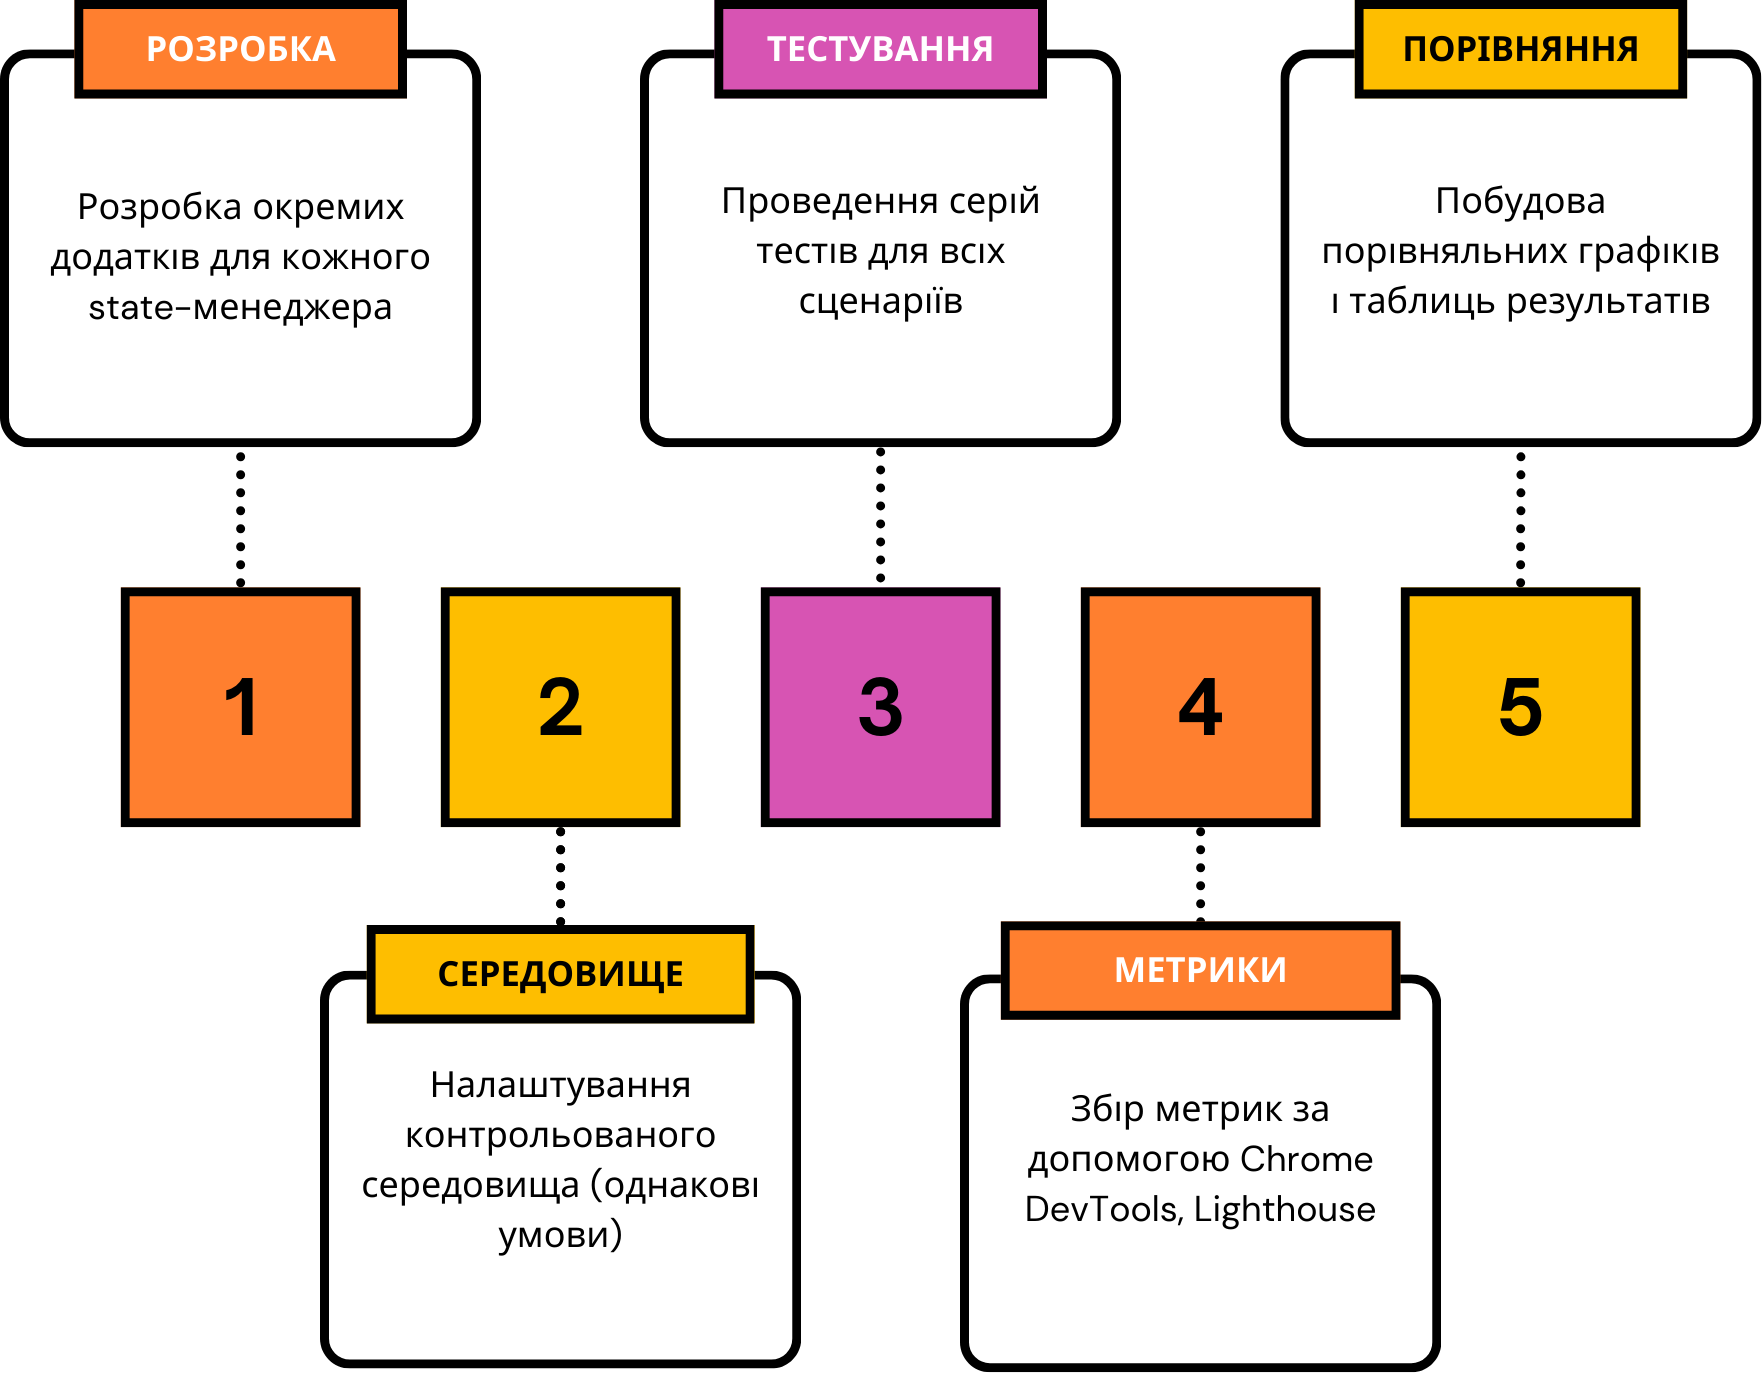 РОЗРОБКА
Розробка окремих
додатків для кожного
state-менеджера
ТЕСТУВАННЯ
Проведення серій
тестів для всіх
сценаріїв
ПОРІВНЯННЯ
Побудова
порівняльних графіків
і таблиць результатів
1
2
3
4
5
СЕРЕДОВИЩЕ
Налаштування
контрольованого
середовища (однакові
умови)
МЕТРИКИ
Збір метрик за
допомогою Chrome
DevTools, Lighthouse